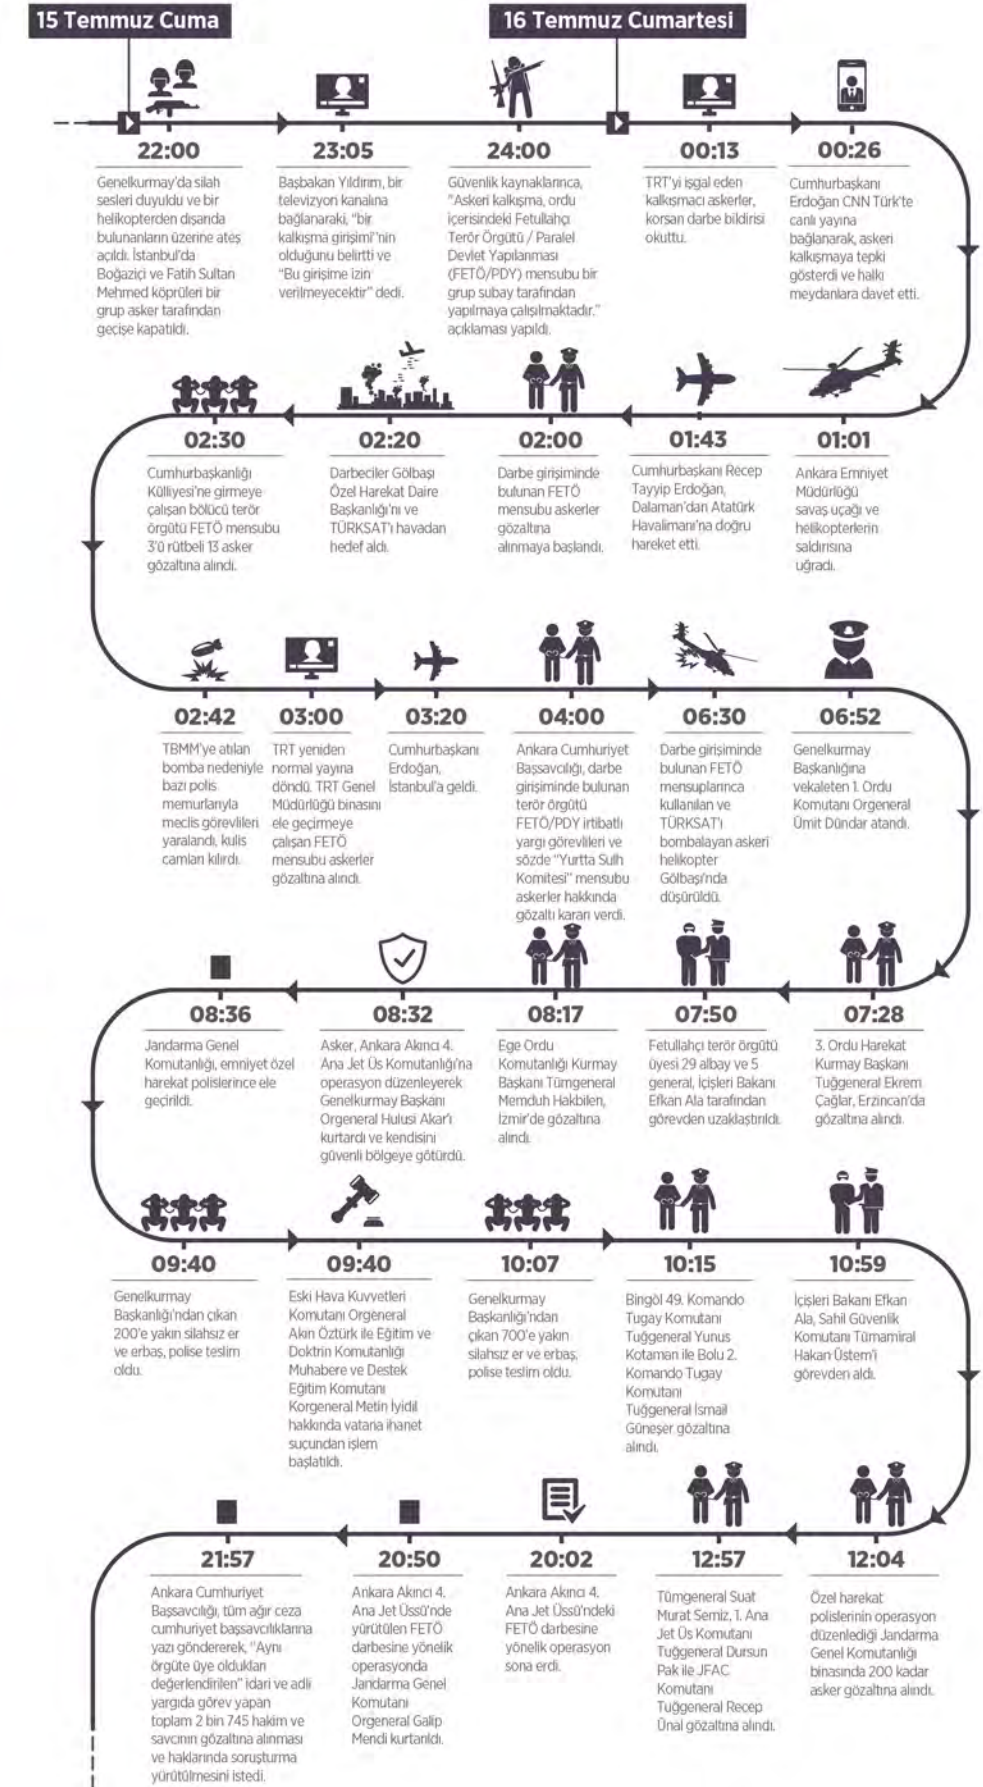 15 Temmuz Cuma
16 Temmuz Cumartesi
22:00
Genelkurmay'da silah
sesleri duyuldu ve bir
helikopterden dışarıda
bulunanların üzerine ateş
açıldı. İstanbul'da
Boğaziçi ve Fatih Sultan
Mehmed köprüleri bir
grup asker tarafından
geçişe kapatıldı.
23:05
Başbakan Yıldırım, bir
televizyon kanalına
bağlanarakı, "bir
kalkışma girişimi"nin
olduğunu belirtti ve
"Bu girişime izin
verilmeyecektir" dedi.
24:00
Güvenlik kaynaklarınca,
"Askeri kalkışma, ordu
içerisindeki Fetullahçı
Terör Örgütü / Paralel
Devlet Yapılanması
(FETÖ/PDY) mensubu bir
grup subay tarafından
yapılmaya çalışılmaktadır."
açıklaması yapıldı.
00:13
TRT'yi işgal eden
kalkışmacı askerler,
korsan darbe bildirisi
okuttu.
00:26
Cumhurbaşkanı
Erdoğan CNN Türk'te
canlı yayına
bağlanarak, askeri
kalkışmaya tepki
gösterdi ve halkı
meydanlara davet etti.
02:30
Cumhurbaşkanlığı
Külliyesi'ne girmeye
çalışan bölücü terör
örgütü FETÖ mensubu
3'ü rütbeli 13 asker
gözaltına alındı.
02:20
Darbeciler Gölbaşı
Özel Harekat Daire
Başkanlığı'nı ve
TÜRKSAT'ı havadan
hedef aldı.
02:00
Darbe girişiminde
bulunan FETÖ
mensubu askerler
gözaltına
alınmaya başlandı.
01:43
Cumhurbaşkanı Recep
Tayyip Erdoğan,
Dalaman'dan Atatürk
Havalimanı'na doğru
hareket etti.
01:01
Ankara Emniyet
Müdürlüğü
savaş uçağı ve
helikopterlerin
saldırısına
uğradı.
02:42
TBMM'ye atılan
bomba nedeniyle
bazı polis
memurlarıyla
meclis görevlileri
yaralandı, kulis
camları kılırdı.
03:00
TRT yeniden
normal yayına
döndü. TRT Genel
Müdürlüğü binasını
ele geçirmeye
çalışan FETÖ
mensubu askerler
gözaltına alındı.
03:20
Cumhurbaşkanı
Erdoğan,
İstanbul'a geldi.
04:00
Ankara Cumhuriyet
Başsavcılığı, darbe
girişiminde bulunan
terör örgütü
FETÖ/PDY irtibatlı
yargı görevlileri ve
sözde "Yurtta Sulh
Komitesi" mensubu
askerler hakkında
gözaltı kararı verdi.
06:30
Darbe girişiminde
bulunan FETÖ
mensuplarınca
kullanılan ve
TÜRKSAT'ı
bombalayan askeri
helikopter
Gölbaşı'nda
düşürüldü.
06:52
Genelkurmay
Başkanlığına
vekaleten 1. Ordu
Komutanı Orgeneral
Ümit Dündar atandı.
08:36
Jandarma Genel
Komutanlığı, emniyet özel
harekat polislerince ele
geçirildi.
08:32
Asker, Ankara Akıncı 4.
Ana Jet Üs Komutanlığı'na
operasyon düzenleyerek
Genelkurmay Başkanı
Orgeneral Hulusi Akar'ı
kurtardı ve kendisini
güvenli bölgeye götürdü.
08:17
Ege Ordu
Komutanlığı Kurmay
Başkanı Tümgeneral
Memduh Hakbilen,
İzmir'de gözaltına
alındı.
07:50
Fetullahçı terör örgütü
üyesi 29 albay ve 5
general, İçişleri Bakanı
Efkan Ala tarafından
görevden uzaklaştırıldı.
07:28
3. Ordu Harekat
Kurmay Başkanı
Tuğgeneral Ekrem
Çağlar, Erzincan'da
gözaltına alındı.
09:40
Genelkurmay
Başkanlığı'ndan çıkan
200'e yakın silahsız er
ve erbaş, polise teslim
oldu.
09:40
Eski Hava Kuvvetleri
Komutanı Orgeneral
Akın Öztürk ile Eğitim ve
Doktrin Komutanlığı
Muhabere ve Destek
Eğitim Komutanı
Korgeneral Metin İyidil
hakkında vatana ihanet
suçundan işlem
başlatıldı.
10:07
Genelkurmay
Başkanlığı'ndan
çıkan 700'e yakın
silahsız er ve erbaş,
polise teslim oldu.
10:15
Bingöl 49. Komando
Tugay Komutanı
Tuğgeneral Yunus
Kotaman ile Bolu 2.
Komando Tugay
Komutanı
Tuğgeneral İsmail
Güneşer gözaltına
alındı.
10:59
İçişleri Bakanı Efkan
Ala, Sahil Güvenlik
Komutanı Tümamiral
Hakan Üstem'i
görevden aldı.
21:57
Ankara Cumhuriyet
Başsavcılığı, tüm ağır ceza
cumhuriyet başsavcılıklarına
yazı göndererek, "Aynı
örgüte üye oldukları
değerlendirilen" idari ve adli
yargıda görev yapan
toplam 2 bin 745 hakim ve
savcının gözaltına alınması
ve haklarında soruşturma
yürütülmesini istedi.
20:50
Ankara Akıncı 4.
Ana Jet Üssü'nde
yürütülen FETÖ
darbesine yönelik
operasyonda
Jandarma Genel
Komutanı
Orgeneral Galip
Mendi kurtarıldı.
20:02
Ankara Akıncı 4.
Ana Jet Üssü'ndeki
FETÖ darbesine
yönelik operasyon
sona erdi.
12:57
Tümgeneral Suat
Murat Semiz, 1. Ana
Jet Üs Komutanı
Tuğgeneral Dursun
Pak ile JFAC
Komutanı
Tuğgeneral Recep
Ünal gözaltına alındı.
12:04
Özel harekat
polislerinin operasyon
düzenlediği Jandarma
Genel Komutanlığı
binasında 200 kadar
asker gözaltına alındı.